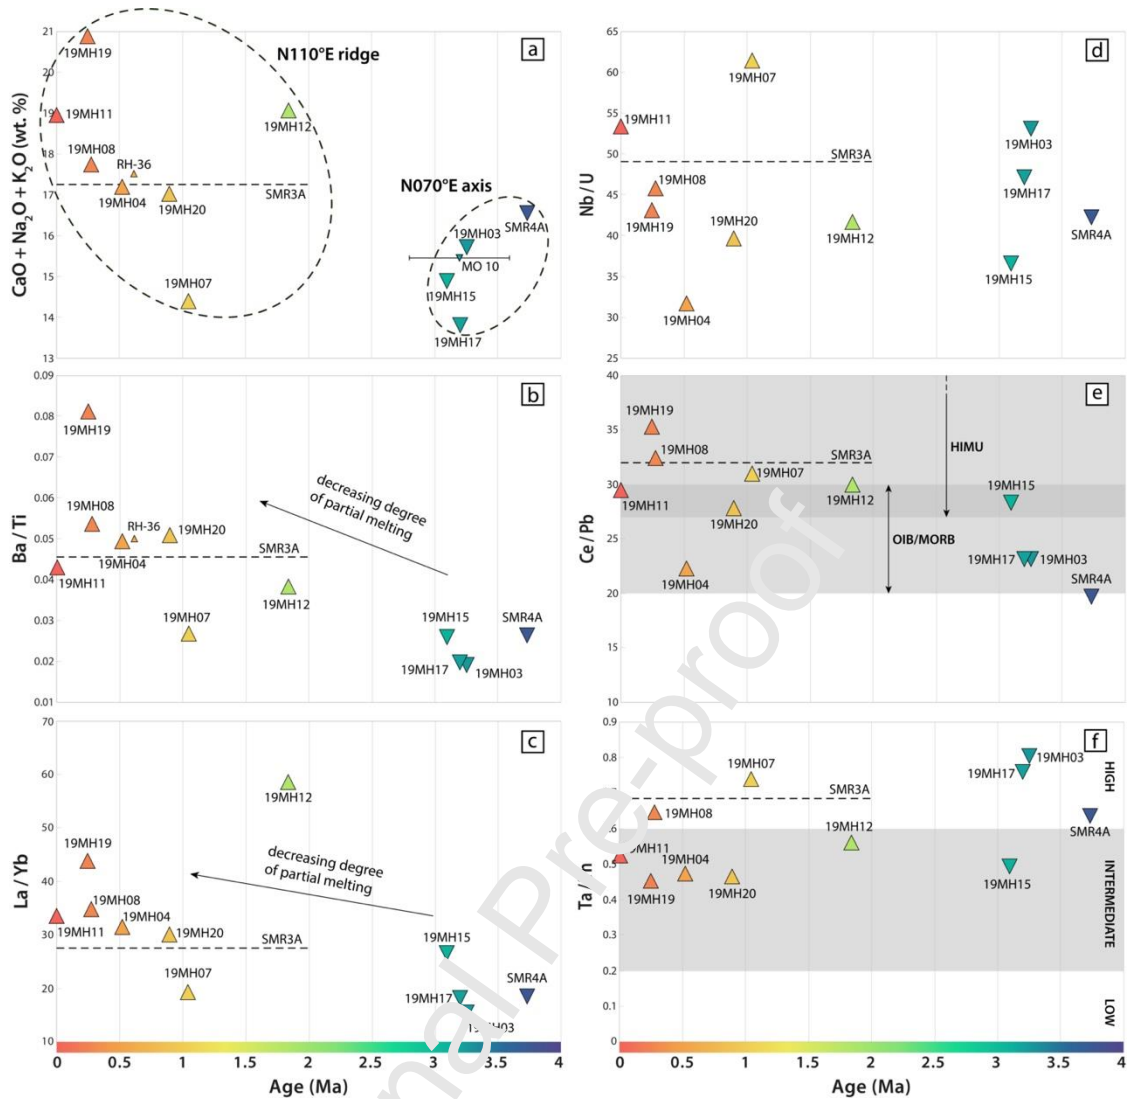 a
N110°E ridge
CaO + Na2O + K2O (wt. %)
21
20
19
18
17
16
15
14
13
19MH19
19MH11
19MH12
19MH08
RH-36
19MH04
19MH20
SMR3A
N070°E axis
19MH07
19MH03
SMR4A
MO 10
19MH15
19MH17
b
Ba / Ti
0.09
0.08
0.07
0.06
0.05
0.04
0.03
0.02
0.01
19MH19
decreasing degree
of partial melting
19MH08
RH-36
19MH20
19MH04
SMR3A
19MH11
19MH12
19MH07
19MH15
SMR4A
19MH17
19MH03
c
La / Yb
70
60
50
40
30
20
10
19MH12
19MH19
decreasing degree
of partial melting
19MH08
19MH04
19MH11
19MH20
SMR3A
19MH15
19MH07
19MH17
SMR4A
MH03
0
0.5
1
1.5
2
2.5
3
3.5
4
Age (Ma)
d
Nb / U
65
60
55
50
45
40
35
30
25
19MH07
19MH11
19MH03
SMR3A
19MH08
19MH17
19MH19
19MH20
19MH12
SMR4A
19MH15
19MH04
e
Ce / Pb
40
35
30
25
20
15
10
19MH19
19MH08
SMR3A
HIMU
19MH07
19MH15
19MH11
19MH12
19MH20
OIB/MORB
19MH04
19MH17
19MH03
SMR4A
f
Ta /
0.9
0.8
0.7
0.6
0.5
0.4
0.3
0.2
0.1
0
HIGH
INTERMEDIATE
LOW
19MH07
19MH03
19MH17
SMR3A
19MH08
19MH12
SMR4A
MH11
19MH04
19MH19
19MH20
19MH15
0
0.5
1
1.5
2
2.5
3
3.5
4
Age (Ma)
nal Pre-proof